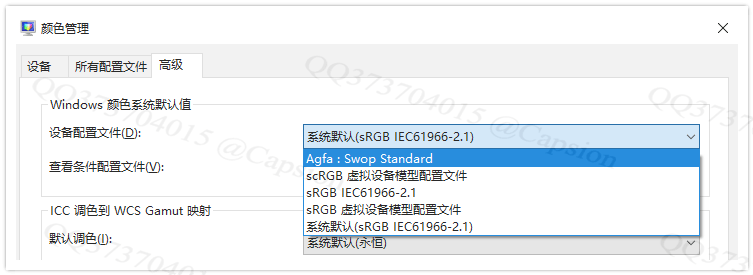 颜色管理
设备 所有配置文件 高级
Windows 颜色系统默认值
设备配置文件(D): 系统默认(sRGB IEC61966-2.1)
Agfa : Swop Standard
查看条件配置文件(V): scRGB 虚拟设备模型配置文件
sRGB IEC61966-2.1
sRGB 虚拟设备模型配置文件
ICC 调色到 WCS Gamut 映射
系统默认(sRGB IEC61966-2.1)
默认调色(I): 系统默认(永恒)
QQ373704015 @Capsion
QQ373704015
QQ373704015 @Capsion